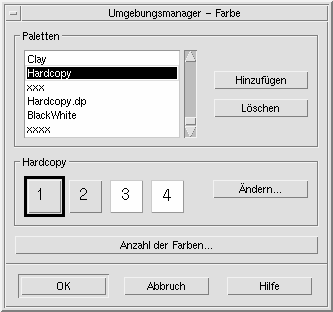 Umgebungsmanager - Farbe
Paletten
Clay
Hardcopy
xxx
Hardcopy.dp
BlackWhite
xxxx
Hinzufügen
Löschen
Hardcopy
1 2 3 4
Ändern...
Anzahl der Farben...
OK Abbruch Hilfe